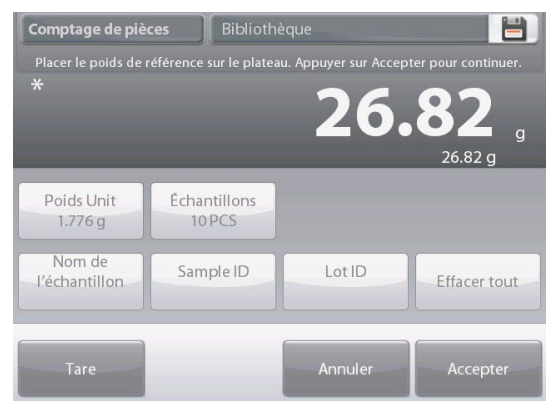 Comptage de pièces
Bibliothèque
Placer le poids de référence sur le plateau. Appuyer sur Accepter pour continuer.
*
26.82 g
26.82 g
Poids Unit
1.776 g
Échantillons
10 PCS
Nom de
l'échantillon
Sample ID
Lot ID
Effacer tout
Tare
Annuler
Accepter